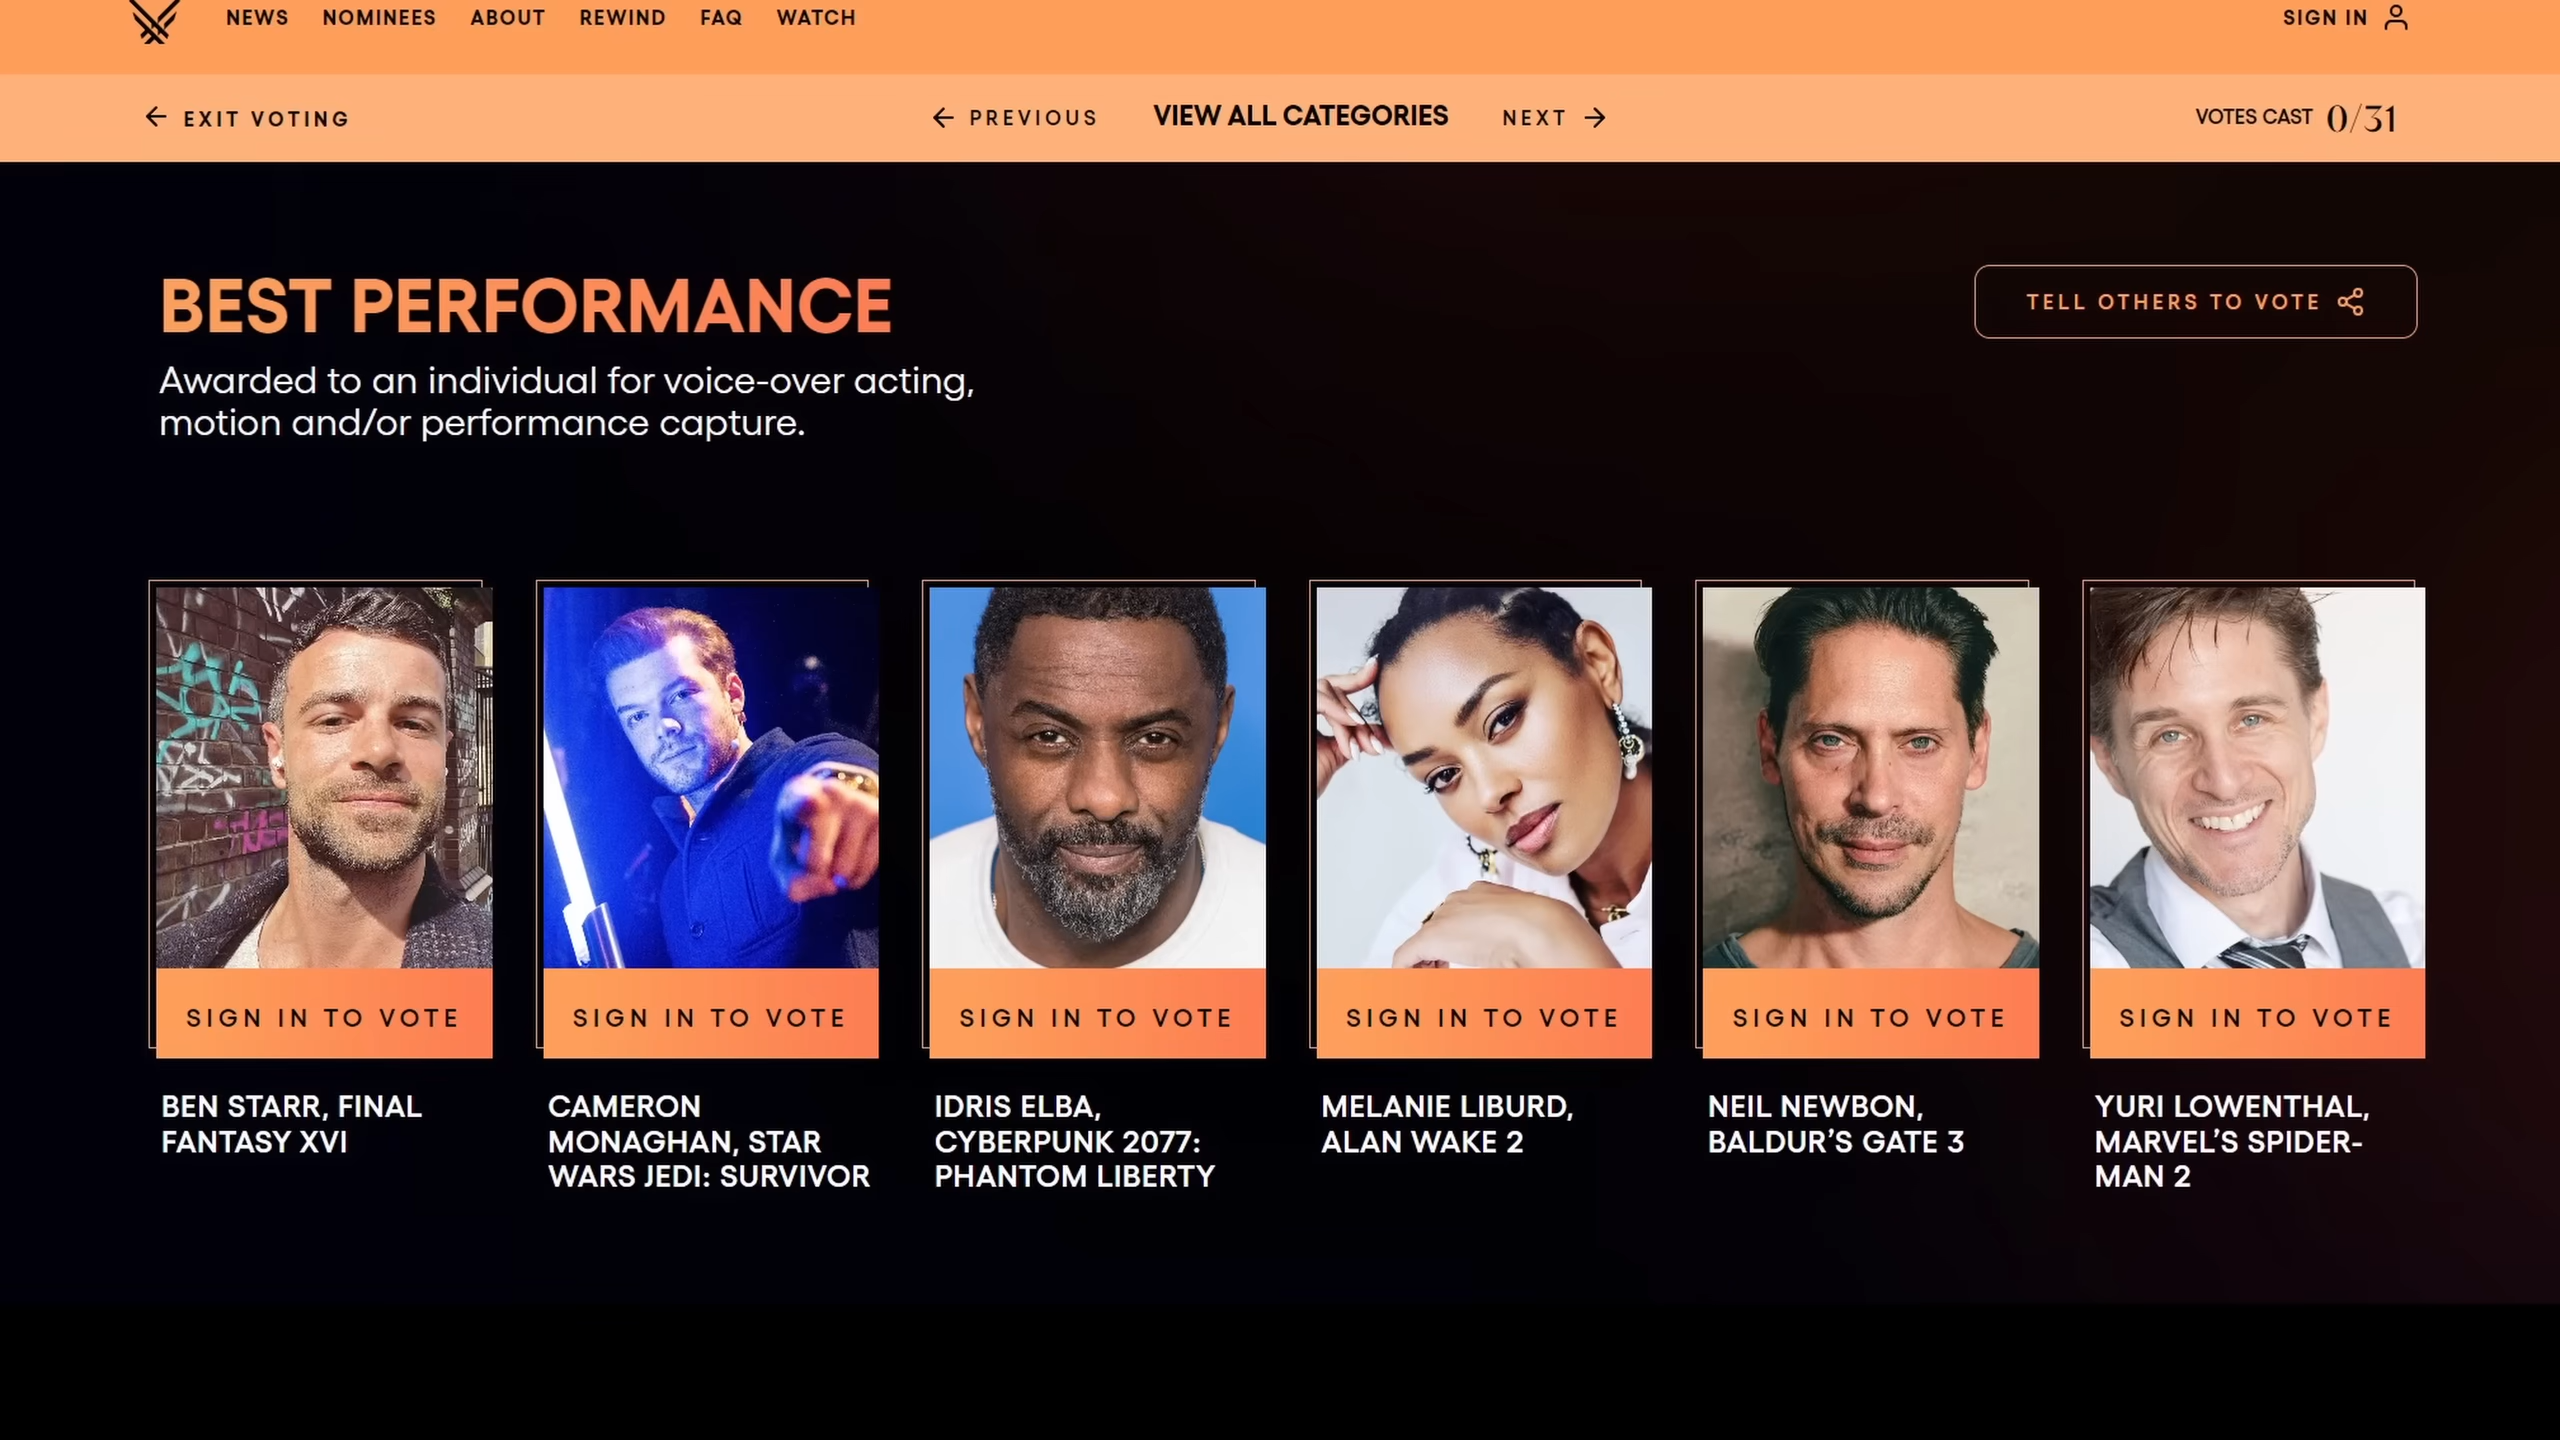 NEWS NOMINEES ABOUT REWIND FAQ WATCH SIGN IN
EXIT VOTING PREVIOUS VIEW ALL CATEGORIES NEXT VOTES CAST 0/31
BEST PERFORMANCE
TELL OTHERS TO VOTE
Awarded to an individual for voice-over acting,
motion and/or performance capture.
SIGN IN TO VOTE
BEN STARR, FINAL
FANTASY XVI
SIGN IN TO VOTE
CAMERON
MONAGHAN, STAR
WARS JEDI: SURVIVOR
SIGN IN TO VOTE
IDRIS ELBA,
CYBERPUNK 2077:
PHANTOM LIBERTY
SIGN IN TO VOTE
MELANIE LIBURD,
ALAN WAKE 2
SIGN IN TO VOTE
NEIL NEWBON,
BALDUR’S GATE 3
SIGN IN TO VOTE
YURI LOWENTHAL,
MARVEL’S SPIDER-
MAN 2